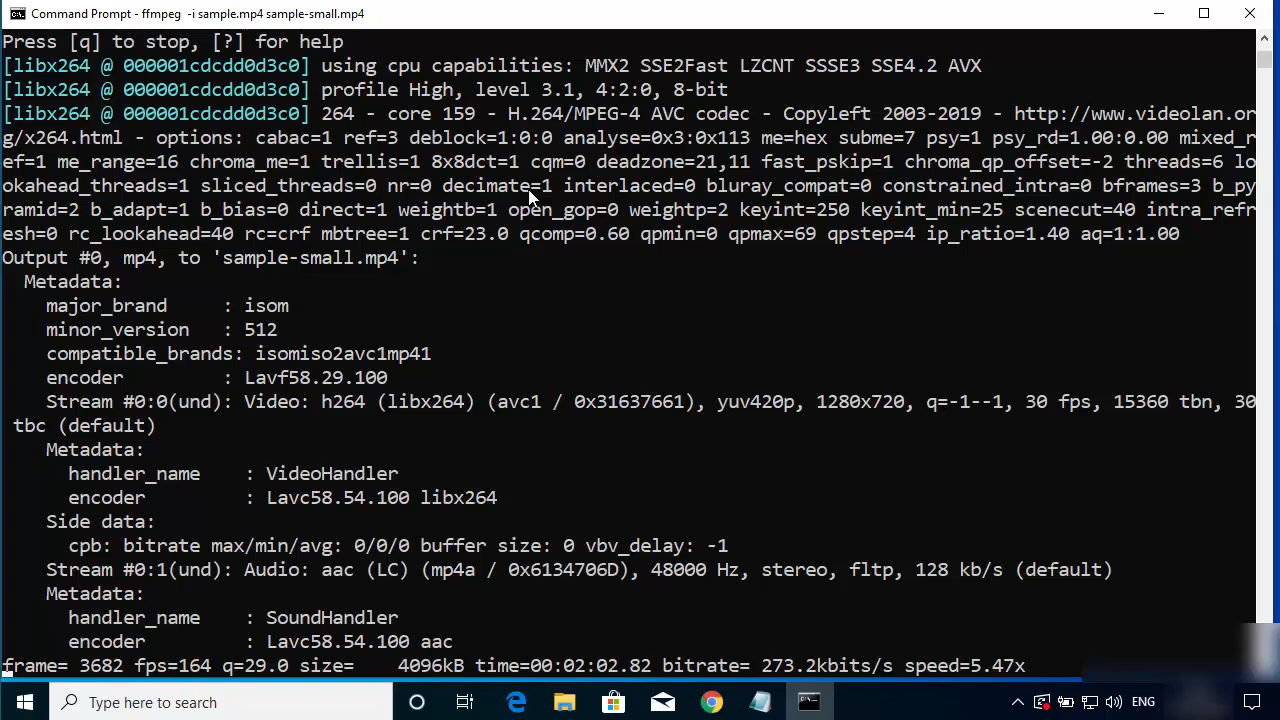 Command Prompt - ffmpeg  -i sample.mp4 sample-small.mp4
Press [q] to stop, [?] for help
[libx264 @ 000001cdcdd0d3c0] using cpu capabilities: MMX2 SSE2Fast LZCNT SSSE3 SSE4.2 AVX
[libx264 @ 000001cdcdd0d3c0] profile High, level 3.1, 4:2:0, 8-bit
[libx264 @ 000001cdcdd0d3c0] 264 - core 159 - H.264/MPEG-4 AVC codec - Copyleft 2003-2019 - http://www.videolan.or
g/x264.html - options: cabac=1 ref=3 deblock=1:0:0 analyse=0x3:0x113 me=hex subme=7 psy=1 psy_rd=1.00:0.00 mixed_r
ef=1 me_range=16 chroma_me=1 trellis=1 8x8dct=1 cqm=0 deadzone=21,11 fast_pskip=1 chroma_qp_offset=-2 threads=6 lo
okahead_threads=1 sliced_threads=0 nr=0 decimate=1 interlaced=0 bluray_compat=0 constrained_intra=0 bframes=3 b_py
ramid=2 b_adapt=1 b_bias=0 direct=1 weightb=1 open_gop=0 weightp=2 keyint=250 keyint_min=25 scenecut=40 intra_refr
esh=0 rc_lookahead=40 rc=crf mbtree=1 crf=23.0 qcomp=0.60 qpmin=0 qpmax=69 qpstep=4 ip_ratio=1.40 aq=1:1.00
Output #0, mp4, to 'sample-small.mp4':
  Metadata:
    major_brand     : isom
    minor_version   : 512
    compatible_brands: isomiso2avc1mp41
    encoder         : Lavf58.29.100
    Stream #0:0(und): Video: h264 (libx264) (avc1 / 0x31637661), yuv420p, 1280x720, q=-1--1, 30 fps, 15360 tbn, 30
 tbc (default)
    Metadata:
      handler_name    : VideoHandler
      encoder         : Lavc58.54.100 libx264
    Side data:
      cpb: bitrate max/min/avg: 0/0/0 buffer size: 0 vbv_delay: -1
    Stream #0:1(und): Audio: aac (LC) (mp4a / 0x6134706D), 48000 Hz, stereo, fltp, 128 kb/s (default)
    Metadata:
      handler_name    : SoundHandler
      encoder         : Lavc58.54.100 aac
frame= 3682 fps=164 q=29.0 size=    4096kB time=00:02:02.82 bitrate= 273.2kbits/s speed=5.47x
Type here to search
ENG